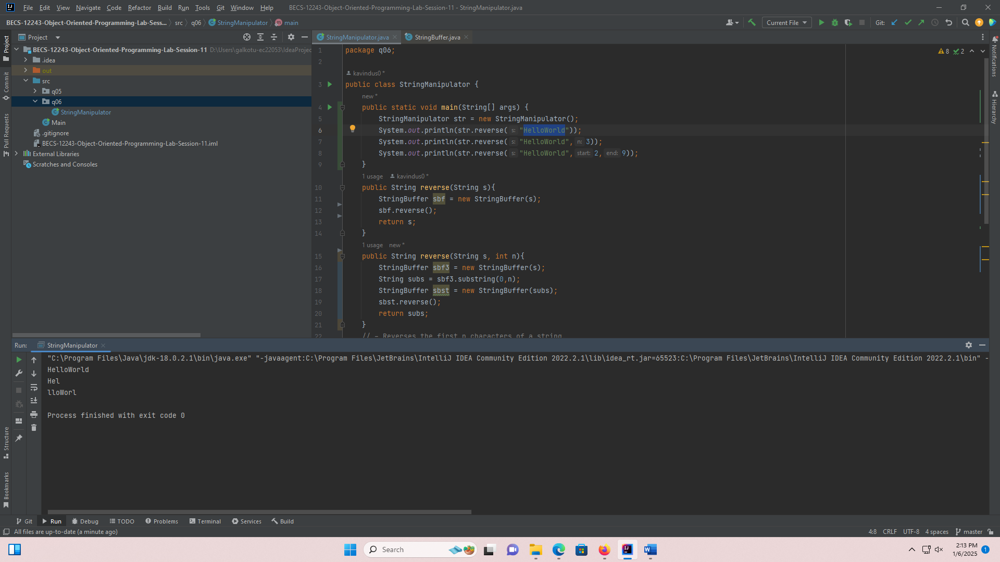 File Edit View Navigate Code Refactor Build Run Tools Git Window Help BECS-12243-Object-Oriented-Programming-Lab-Session-11 - StringManipulator.java
BECS-12243-Object-Oriented-Programming-Lab-Sess... src q06 StringManipulator main Current File Git:
Project
StringManipulator.java StringBuffer.java
BECS-12243-Object-Oriented-Programming-Lab-Session-11 D:\Users\galkotu-ec22053\IdeaProjec
.idea
out
src
q05
q06
StringManipulator
Main
.gitignore
BECS-12243-Object-Oriented-Programming-Lab-Session-11.iml
External Libraries
Scratches and Consoles
Project
Commit
Pull Requests
Structure
Bookmarks
8 2
1 package q06;
2
kavindus0 *
3 public class StringManipulator {
new *
4 public static void main(String[] args) {
5 StringManipulator str = new StringManipulator();
6 System.out.println(str.reverse( s: "HelloWorld"));
7 System.out.println(str.reverse( s: "HelloWorld", n: 3));
8 System.out.println(str.reverse( s: "HelloWorld", start: 2, end: 9));
9 }
1 usage kavindus0 *
10 public String reverse(String s){
11 StringBuffer sbf = new StringBuffer(s);
12 sbf.reverse();
13 return s;
14 }
1 usage new *
15 public String reverse(String s, int n){
16 StringBuffer sbf3 = new StringBuffer(s);
17 String subs = sbf3.substring(0,n);
18 StringBuffer sbst = new StringBuffer(subs);
19 sbst.reverse();
20 return subs;
21 }
22 // - Reverses the first n characters of a string
Notifications
Hierarchy
Run: StringManipulator
"C:\Program Files\Java\jdk-18.0.2.1\bin\java.exe" "-javaagent:C:\Program Files\JetBrains\IntelliJ IDEA Community Edition 2022.2.1\lib\idea_rt.jar=65523:C:\Program Files\JetBrains\IntelliJ IDEA Community Edition 2022.2.1\bin" -
HelloWorld
Hel
lloWorl
Process finished with exit code 0
Git Run Debug TODO Problems Terminal Services Build
All files are up-to-date (a minute ago) 4:8 CRLF UTF-8 4 spaces master
Search
2:13 PM
1/6/2025 1